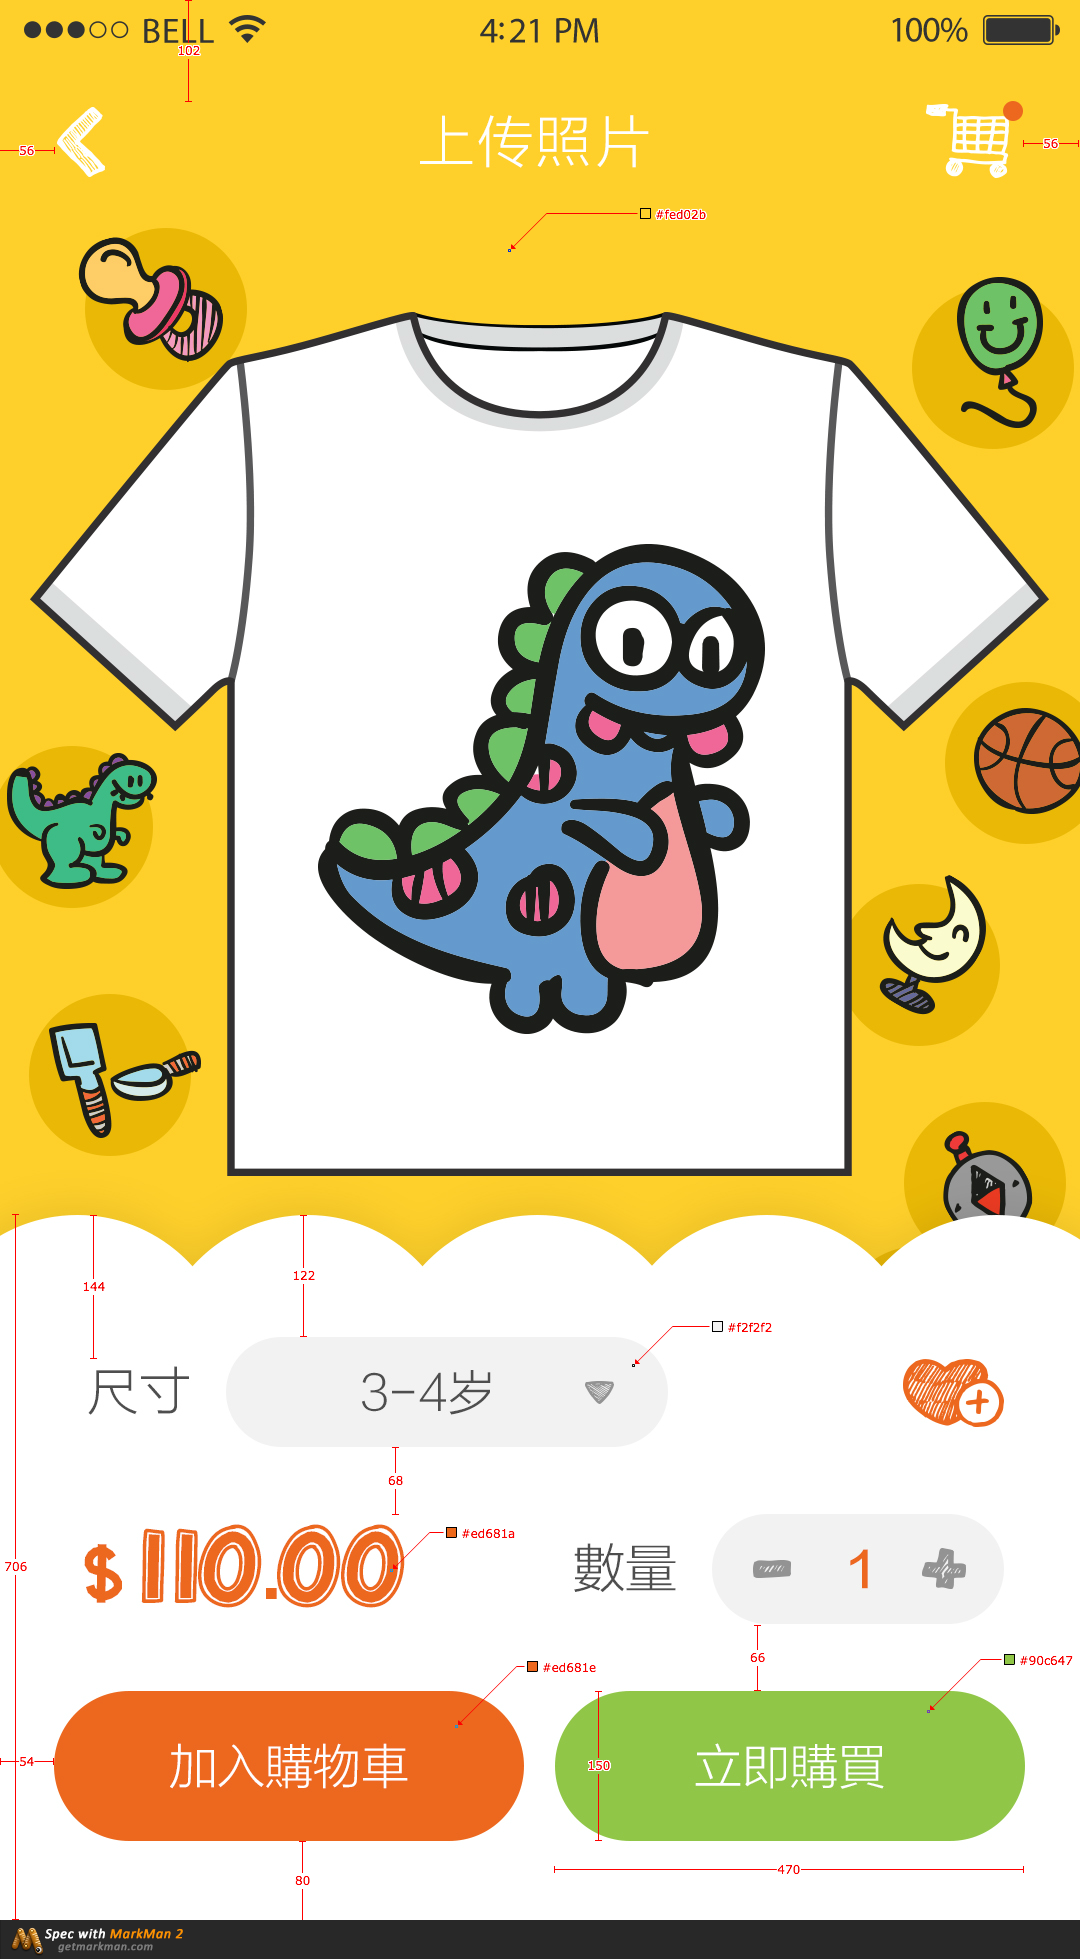 BELL 4:21 PM 100%
102
56 上传照片 56
#fed02b
144 122
#f2f2f2
尺寸 3-4岁
68
$110.00 #ed681a
數量 1
706
66
#ed681e #90c647
54 加入購物車 150 立即購買
470
80
Spec with MarkMan 2
getmarkman.com